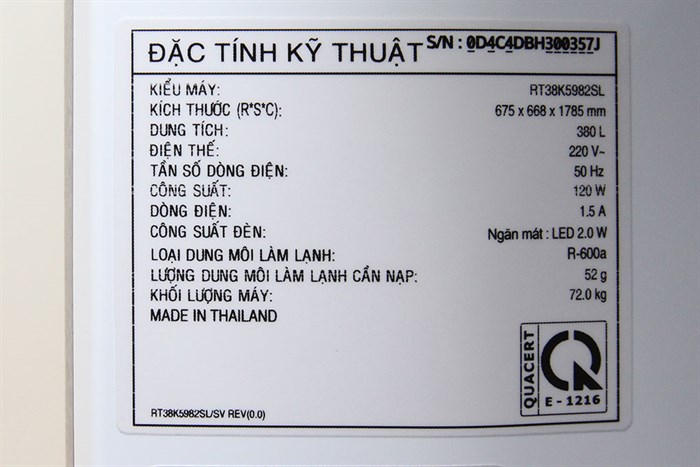 ĐẶC TÍNH KỸ THUẬT S/N : 0D4C4DBH300357J
KIỂU MÁY: RT38K5982SL
KÍCH THƯỚC (R*S*C): 675 x 668 x 1785 mm
DUNG TÍCH: 380 L
ĐIỆN THẾ: 220 V~
TẦN SỐ DÒNG ĐIỆN: 50 Hz
CÔNG SUẤT: 120 W
DÒNG ĐIỆN: 1.5 A
CÔNG SUẤT ĐÈN: Ngăn mát : LED 2.0 W
LOẠI DUNG MÔI LÀM LẠNH: R-600a
LƯỢNG DUNG MÔI LÀM LẠNH CẦN NẠP: 52 g
KHỐI LƯỢNG MÁY: 72.0 kg
MADE IN THAILAND
QUACERT
E - 1216
RT38K5982SL/SV REV(0.0)